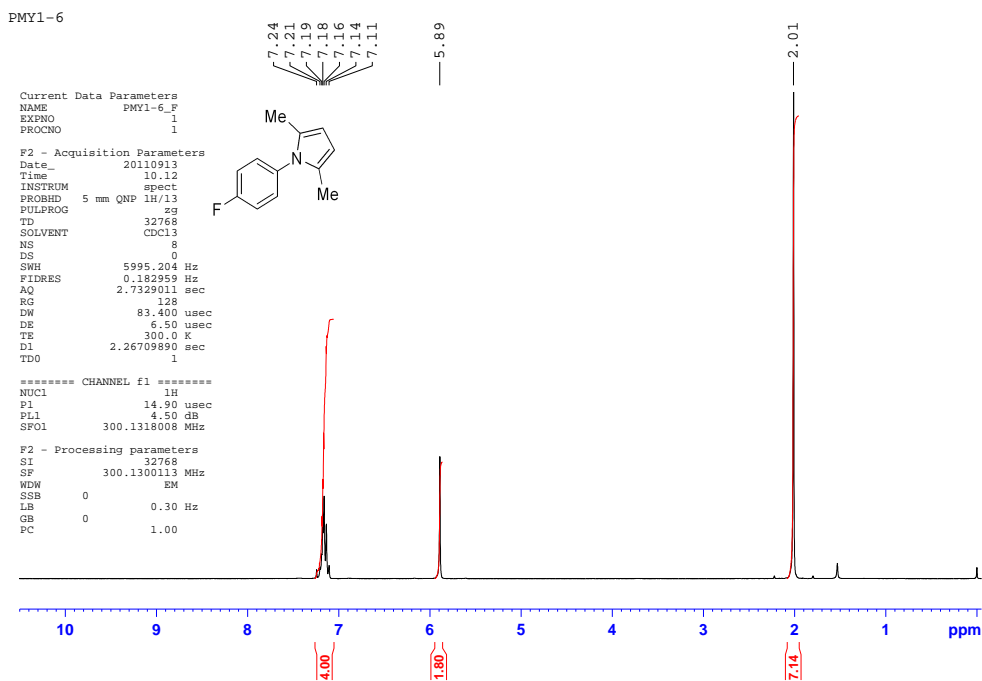 PMY1-6
7.24
7.21
7.19
7.18
7.16
7.14
7.11
5.89
2.01
Current Data Parameters
NAME PMY1-6_F
EXPNO 1
PROCNO 1
F2 - Acquisition Parameters
Date_ 20110913
Time 10.12
INSTRUM spect
PROBHD 5 mm QNP 1H/13
PULPROG zg
TD 32768
SOLVENT CDCl3
NS 8
DS 0
SWH 5995.204 Hz
FIDRES 0.182959 Hz
AQ 2.7329011 sec
RG 128
DW 83.400 usec
DE 6.50 usec
TE 300.0 K
D1 2.26709890 sec
TD0 1
======== CHANNEL f1 ========
NUC1 1H
P1 14.90 usec
PL1 4.50 dB
SFO1 300.1318008 MHz
F2 - Processing parameters
SI 32768
SF 300.1300113 MHz
WDW EM
SSB 0
LB 0.30 Hz
GB 0
PC 1.00
Me
N
Me
F
10 9 8 7 6 5 4 3 2 1 ppm
4.00
1.80
7.14